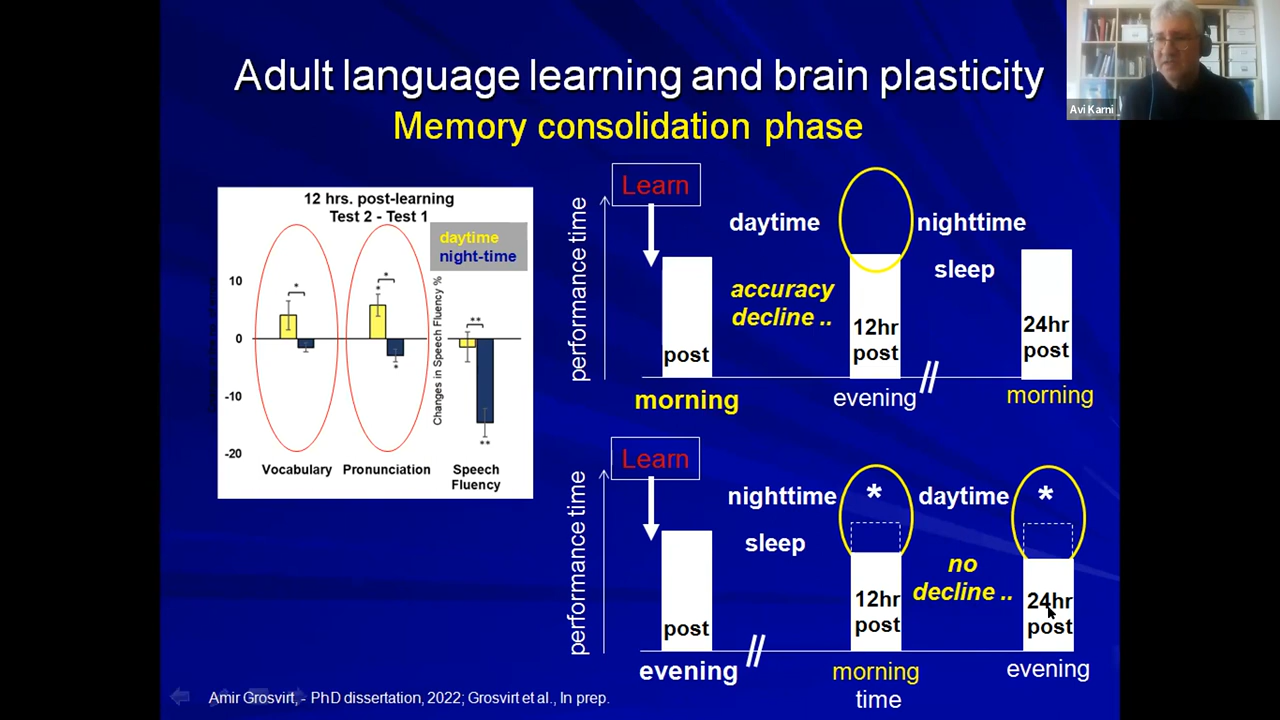 Adult language learning and brain plasticity
Memory consolidation phase
Avi Karni
12 hrs. post-learning
Test 2 - Test 1
daytime
night-time
10
0
-10
-20
*
*
*
*
**
**
Changes in Speech Fluency %
Vocabulary
Pronunciation
Speech
Fluency
performance time
Learn
daytime
nighttime
sleep
accuracy
decline ..
post
12hr
post
24hr
post
morning
evening
//
morning
performance time
Learn
nighttime
*
daytime
*
sleep
no
decline ..
post
12hr
post
24hr
post
evening
//
morning
evening
time
Amir Grosvirt, - PhD dissertation, 2022; Grosvirt et al., In prep.